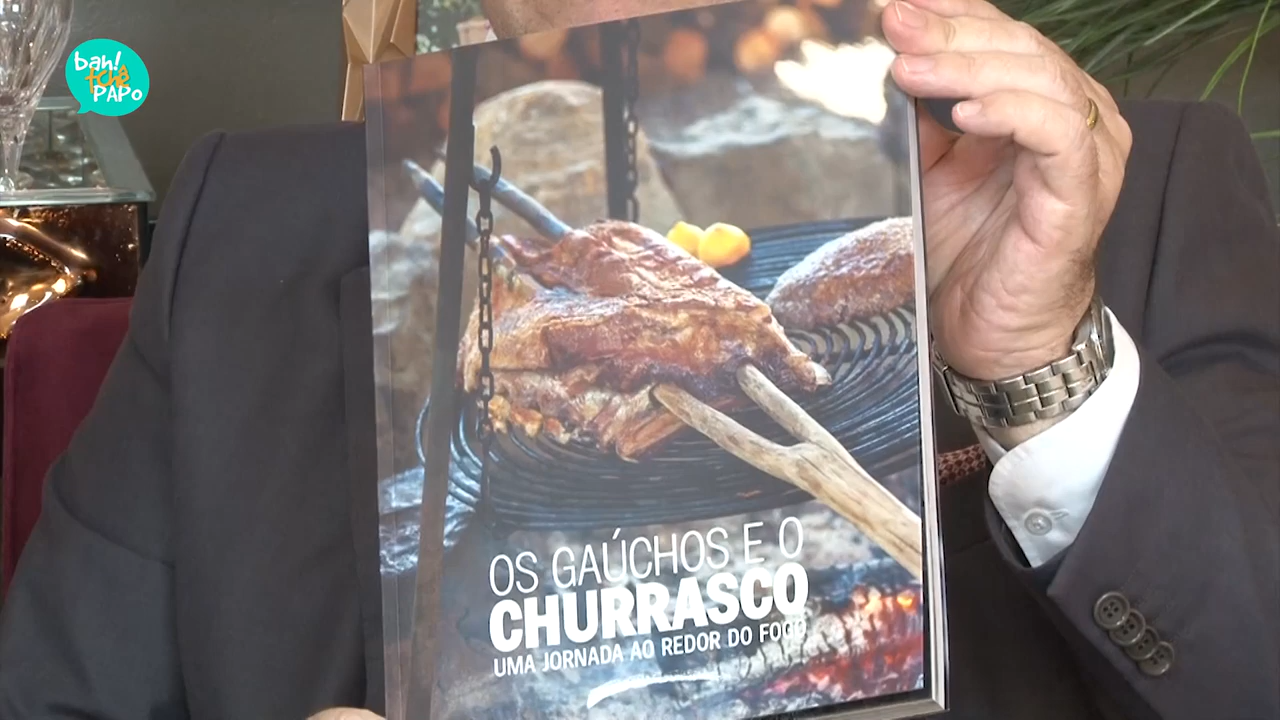 bah!
tchê
PAPO
OS GAÚCHOS E O
CHURRASCO
UMA JORNADA AO REDOR DO FOGO